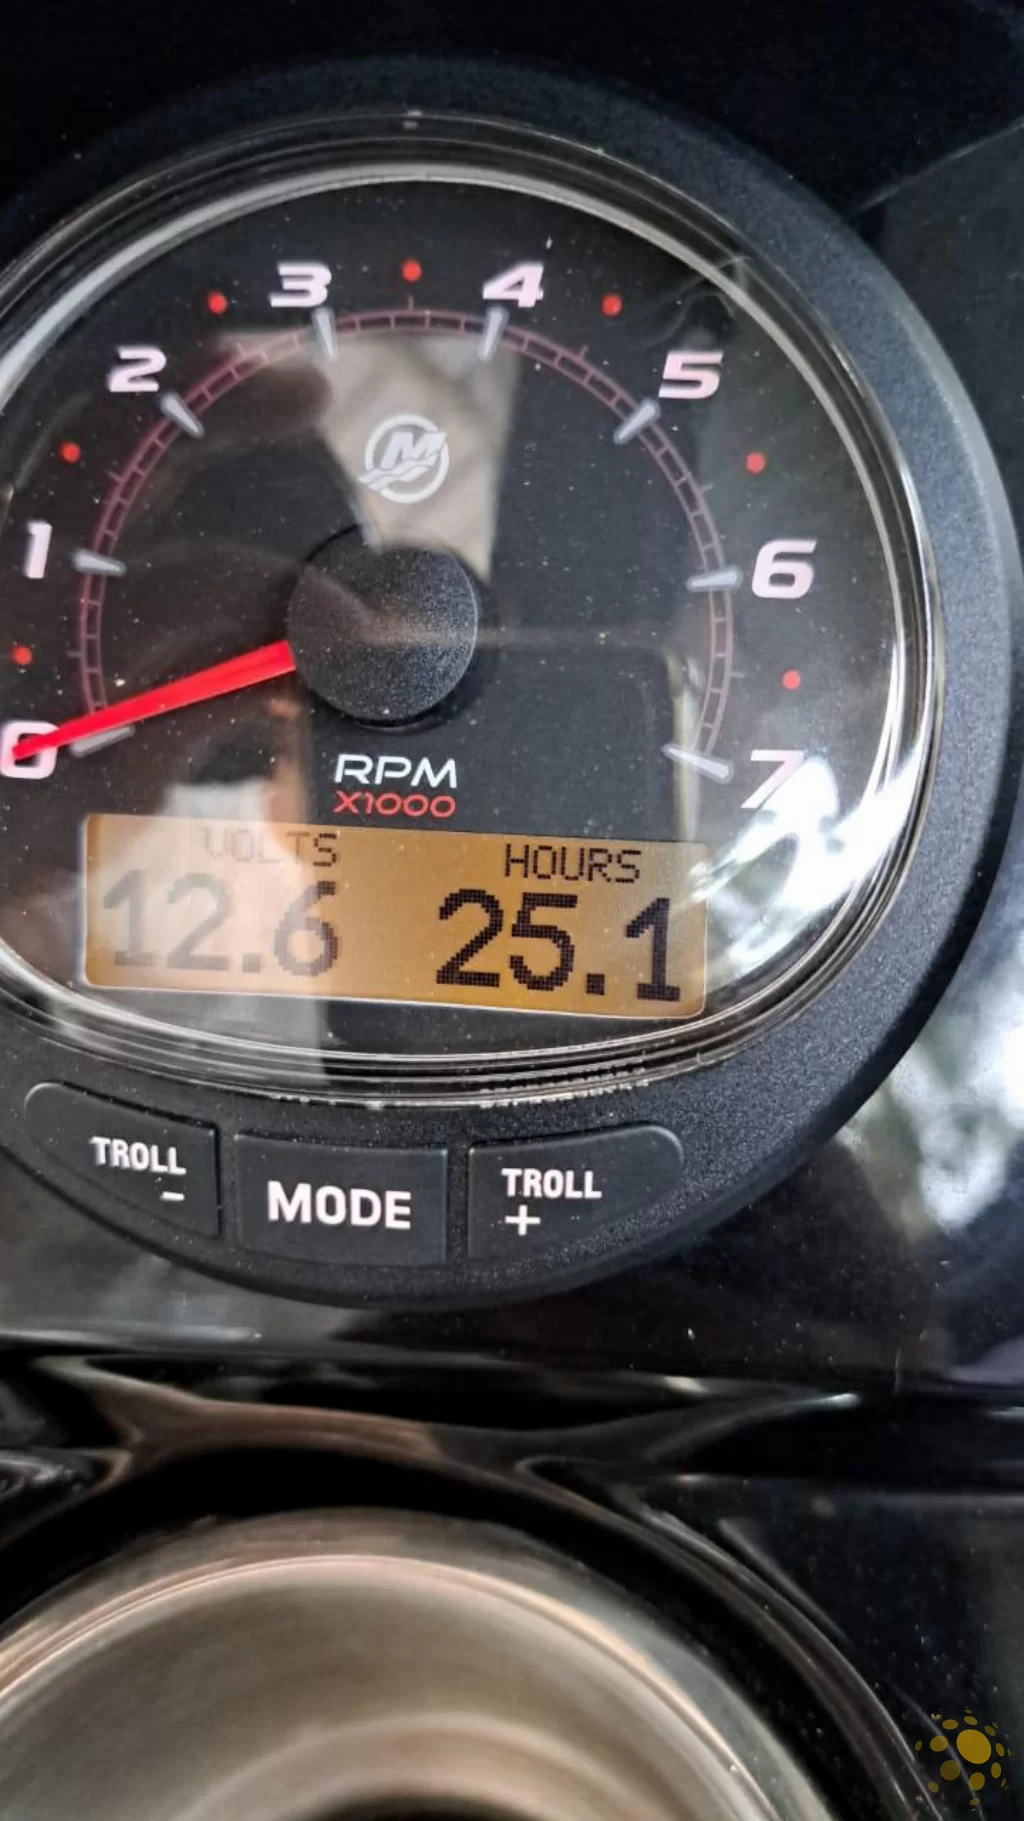 3 4
2 5
1 6
0 7
M
RPM
X1000
VOLTS HOURS
12.6 25.1
TROLL TROLL
- MODE +